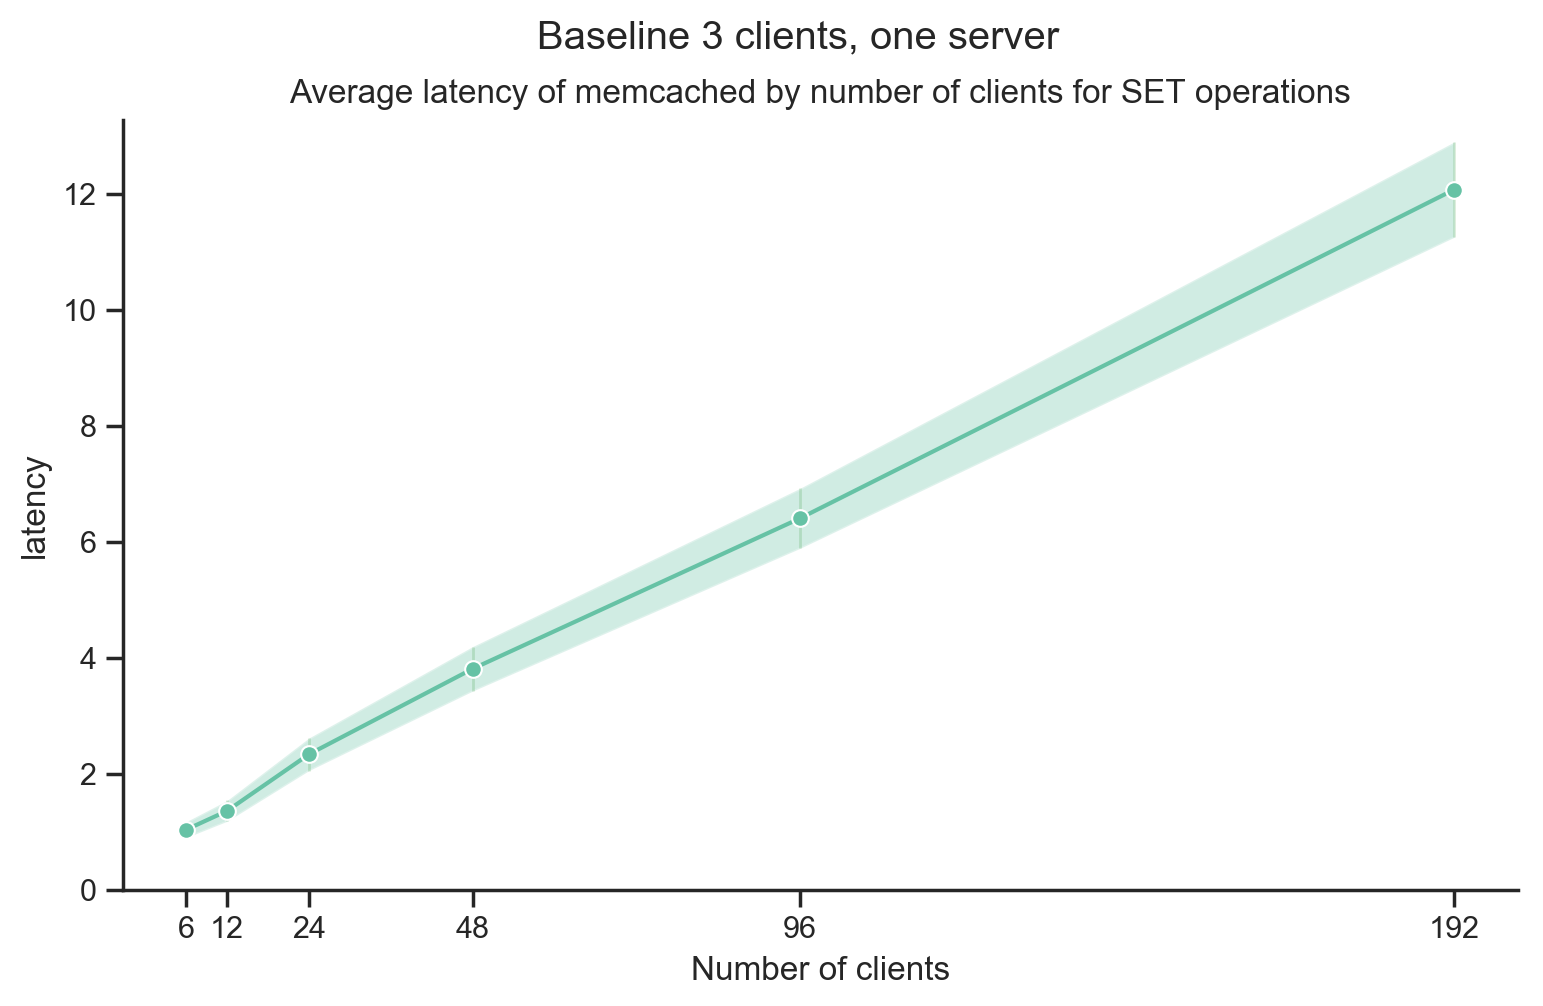 Baseline 3 clients, one server
Average latency of memcached by number of clients for SET operations
12
10
8
6
4
2
0
latency
6 12 24 48 96 192
Number of clients